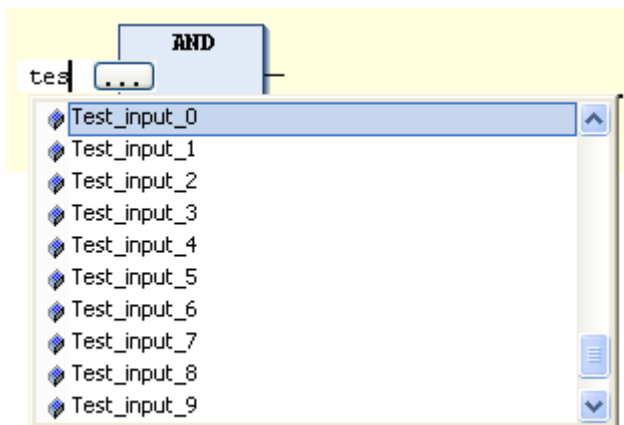 AND
tes ...
Test_input_0
Test_input_1
Test_input_2
Test_input_3
Test_input_4
Test_input_5
Test_input_6
Test_input_7
Test_input_8
Test_input_9